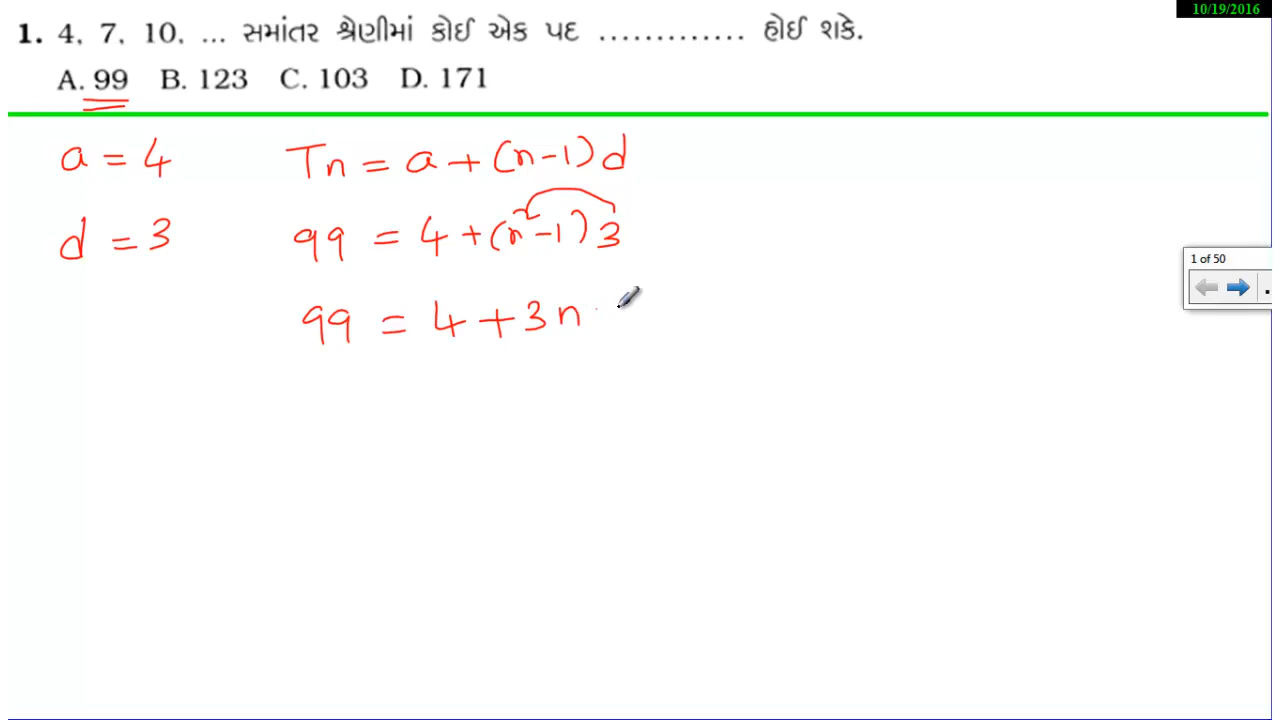 10/19/2016
1. 4, 7, 10, ... સમાંતર શ્રેણીમાં કોઈ એક પદ ............. હોઈ શકે.
A. 99 B. 123 C. 103 D. 171
a = 4 Tn = a + (n-1) d
d = 3 99 = 4 + (n-1) 3
1 of 50
99 = 4 + 3n